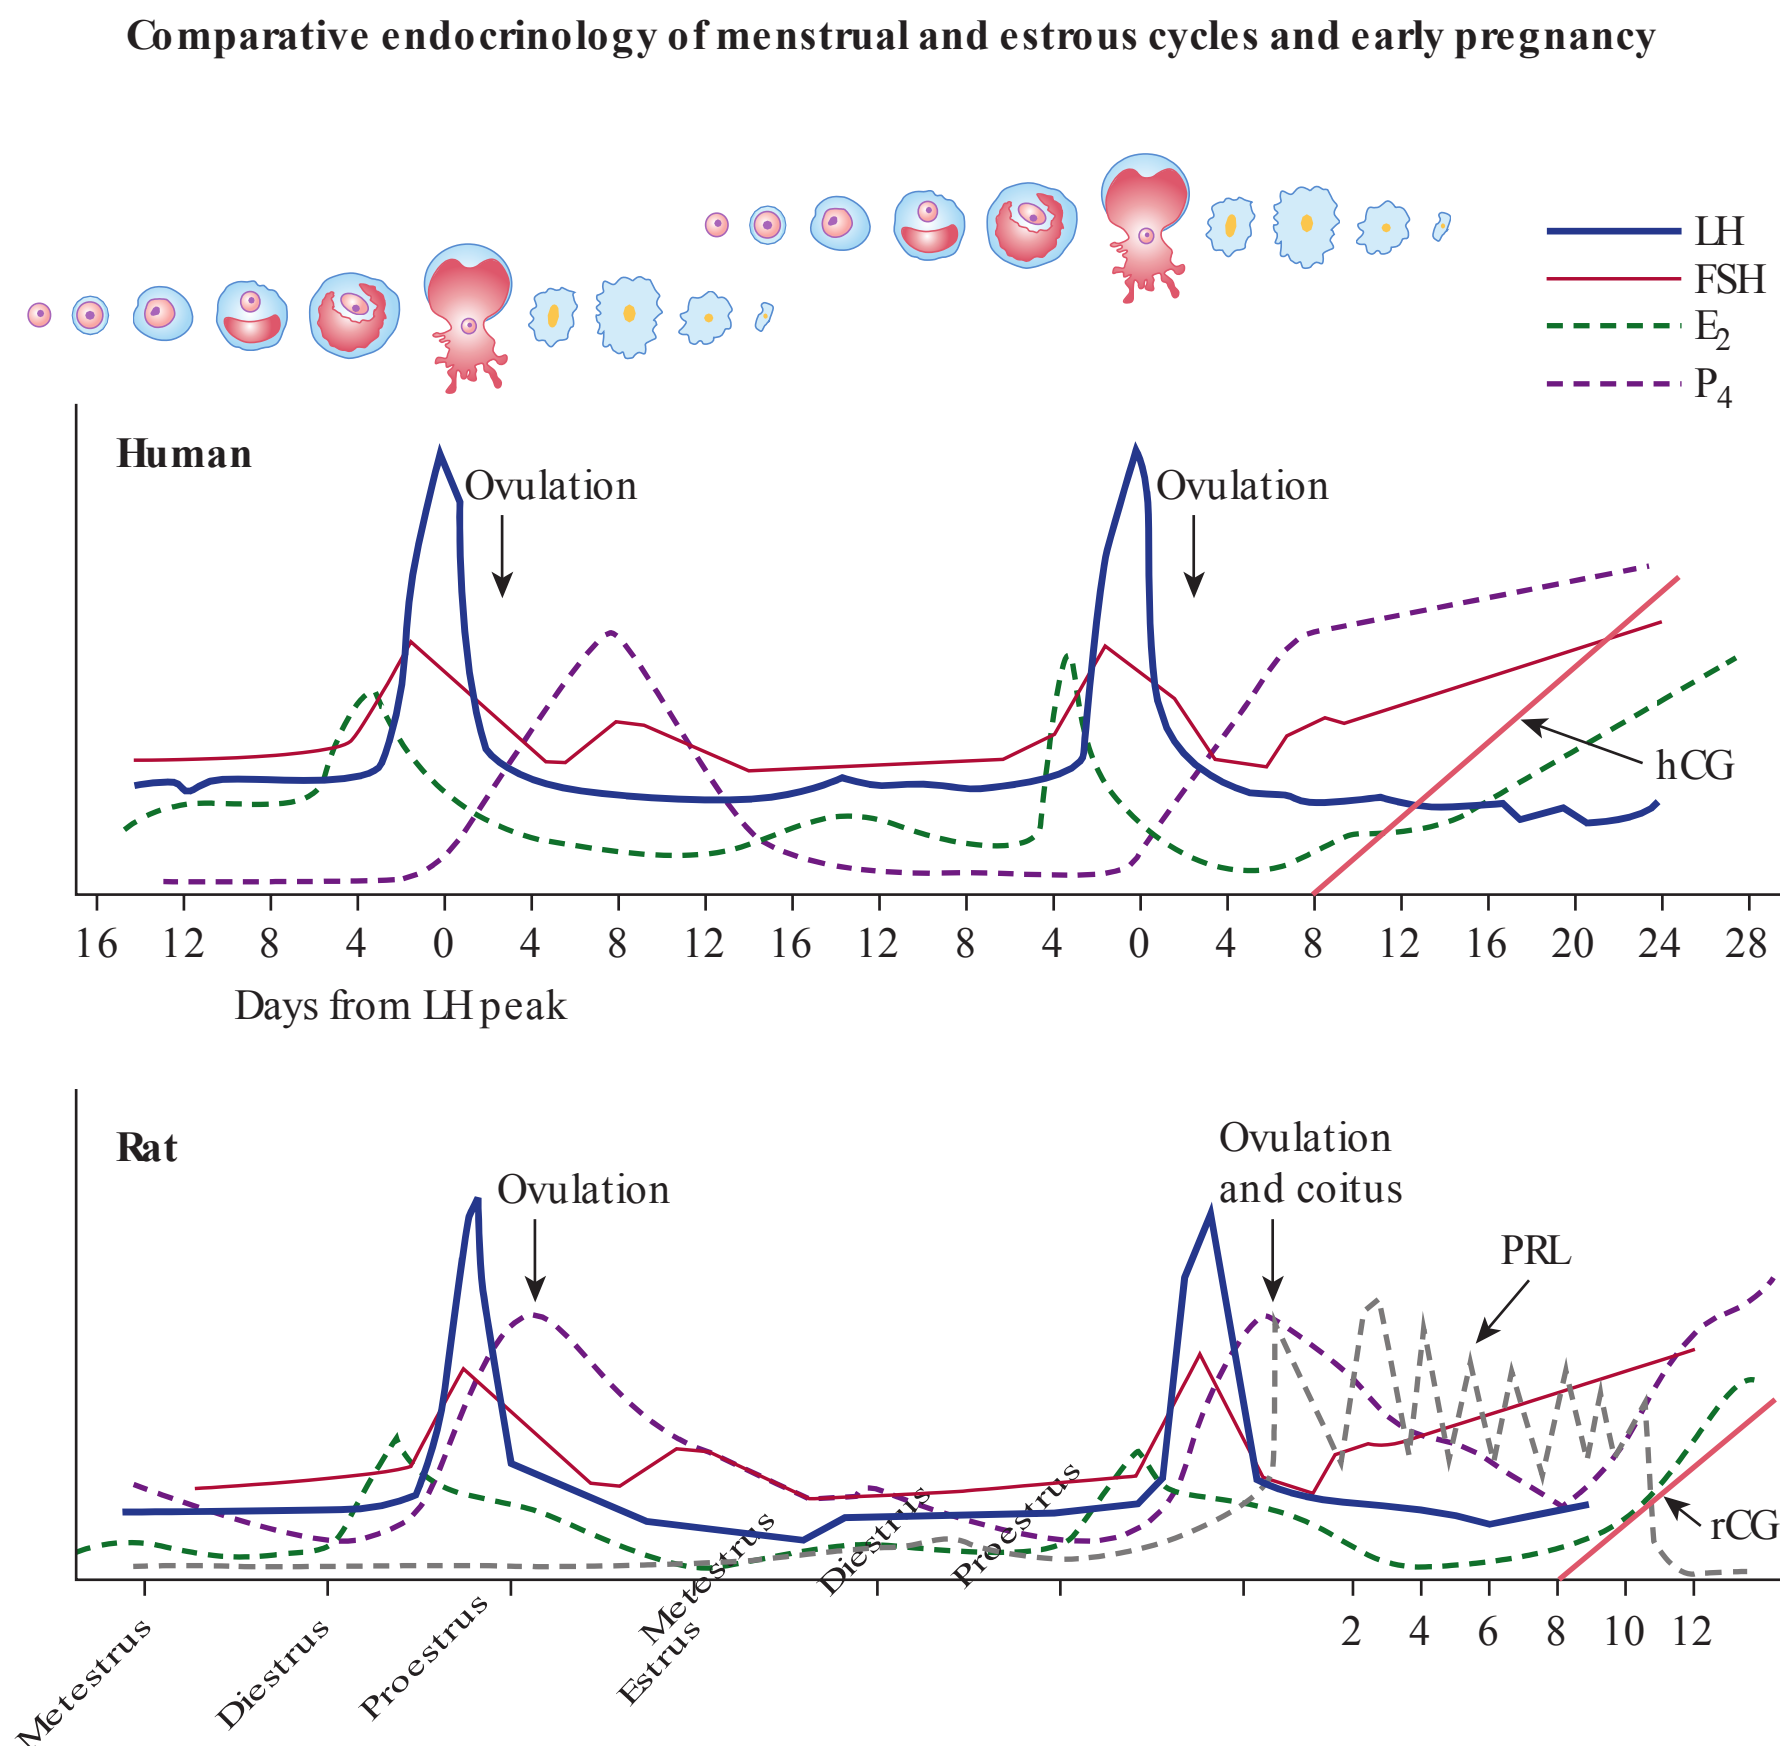 Comparative endocrinology of menstrual and estrous cycles and early pregnancy
LH
FSH
E2
P4
Human
Ovulation
Ovulation
hCG
16 12 8 4 0 4 8 12 16 12 8 4 0 4 8 12 16 20 24 28
Days from LH peak
Rat
Ovulation
Ovulation
and coitus
PRL
rCG
Metestrus
Diestrus
Proestrus
Estrus
Metestrus
Diestrus
Proestrus
2 4 6 8 10 12